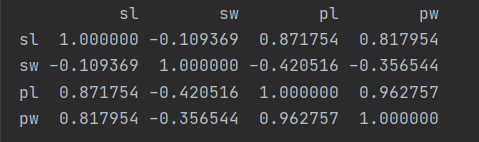 sl sw pl pw
sl 1.000000 -0.109369 0.871754 0.817954
sw -0.109369 1.000000 -0.420516 -0.356544
pl 0.871754 -0.420516 1.000000 0.962757
pw 0.817954 -0.356544 0.962757 1.000000